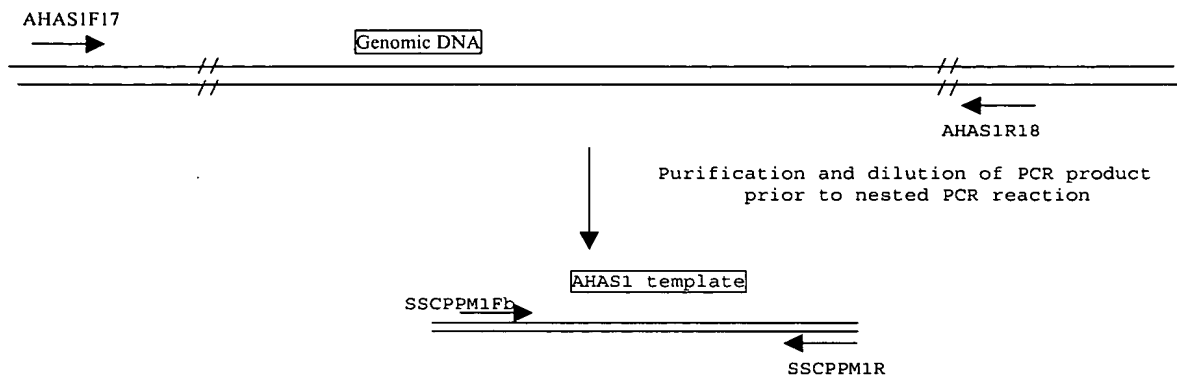 AHAS1F17
Genomic DNA
AHAS1R18
Purification and dilution of PCR product
prior to nested PCR reaction
AHAS1 template
SSCPPM1Fb
SSCPPM1R